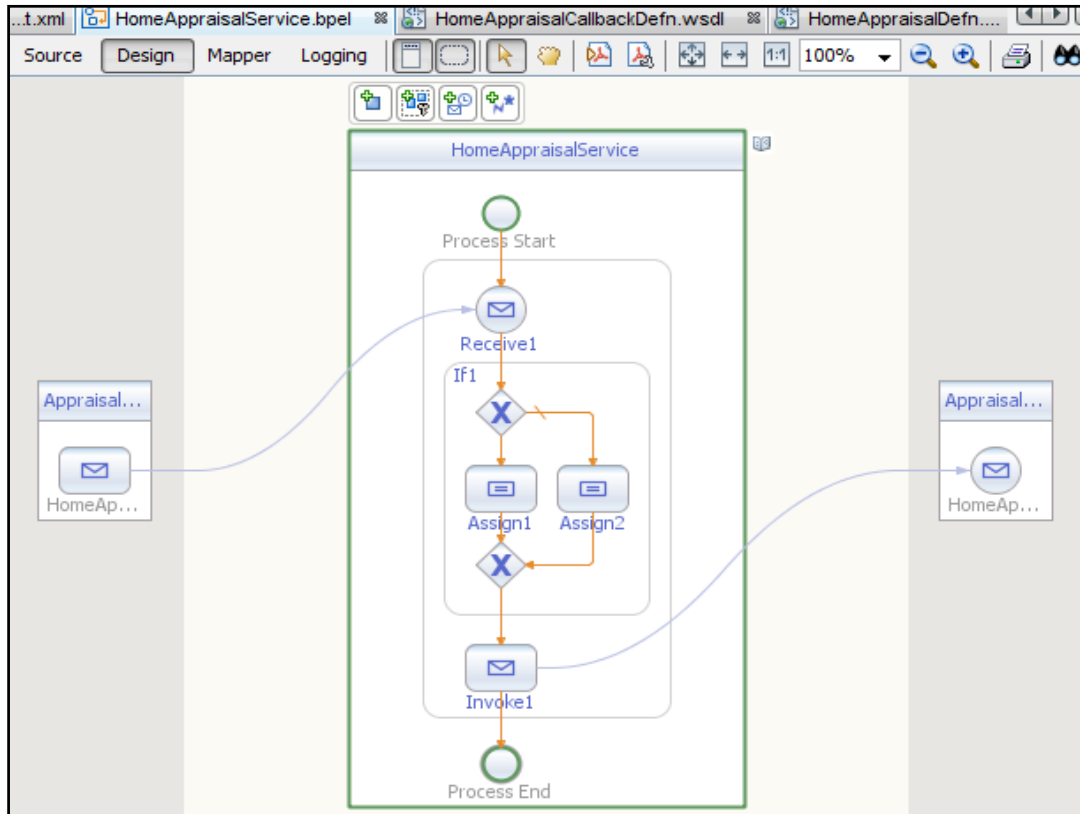 ...t.xml HomeAppraisalService.bpel HomeAppraisalCallbackDefn.wsdl HomeAppraisalDefn....
Source Design Mapper Logging 1:1 100%
HomeAppraisalService
Process Start
Receive1
If1
Appraisal...
HomeAp...
X
Assign1 Assign2
X
Appraisal...
HomeAp...
Invoke1
Process End